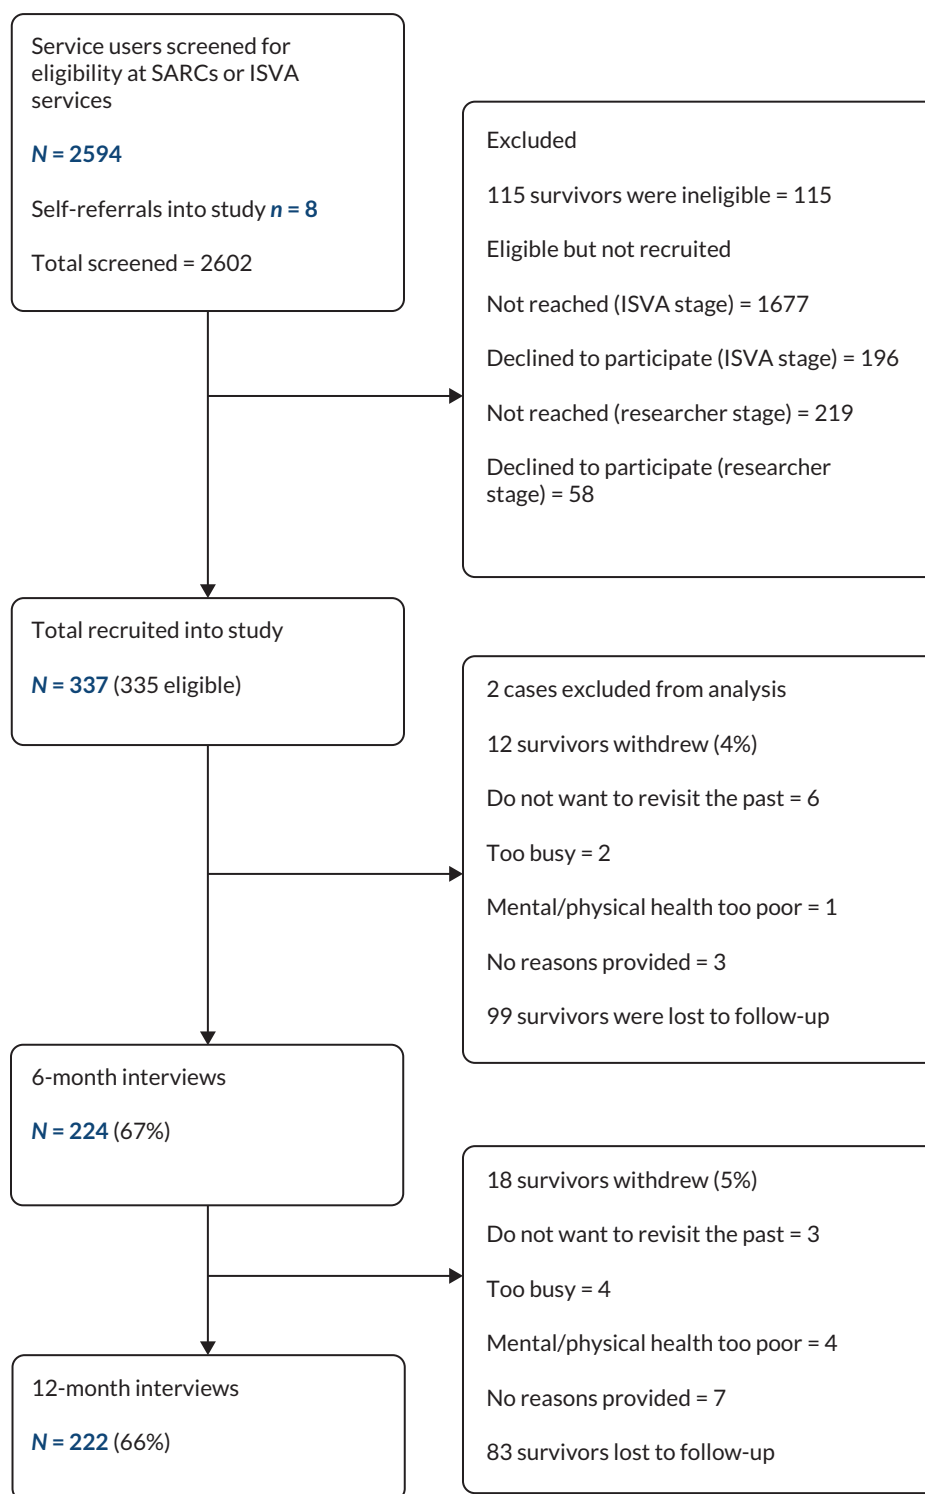 Service users screened for
eligibility at SARCs or ISVA
services
N = 2594
Self-referrals into study n = 8
Total screened = 2602
Excluded
115 survivors were ineligible = 115
Eligible but not recruited
Not reached (ISVA stage) = 1677
Declined to participate (ISVA stage) = 196
Not reached (researcher stage) = 219
Declined to participate (researcher
stage) = 58
Total recruited into study
N = 337 (335 eligible)
2 cases excluded from analysis
12 survivors withdrew (4%)
Do not want to revisit the past = 6
Too busy = 2
Mental/physical health too poor = 1
No reasons provided = 3
99 survivors were lost to follow-up
6-month interviews
N = 224 (67%)
18 survivors withdrew (5%)
Do not want to revisit the past = 3
Too busy = 4
Mental/physical health too poor = 4
No reasons provided = 7
83 survivors lost to follow-up
12-month interviews
N = 222 (66%)